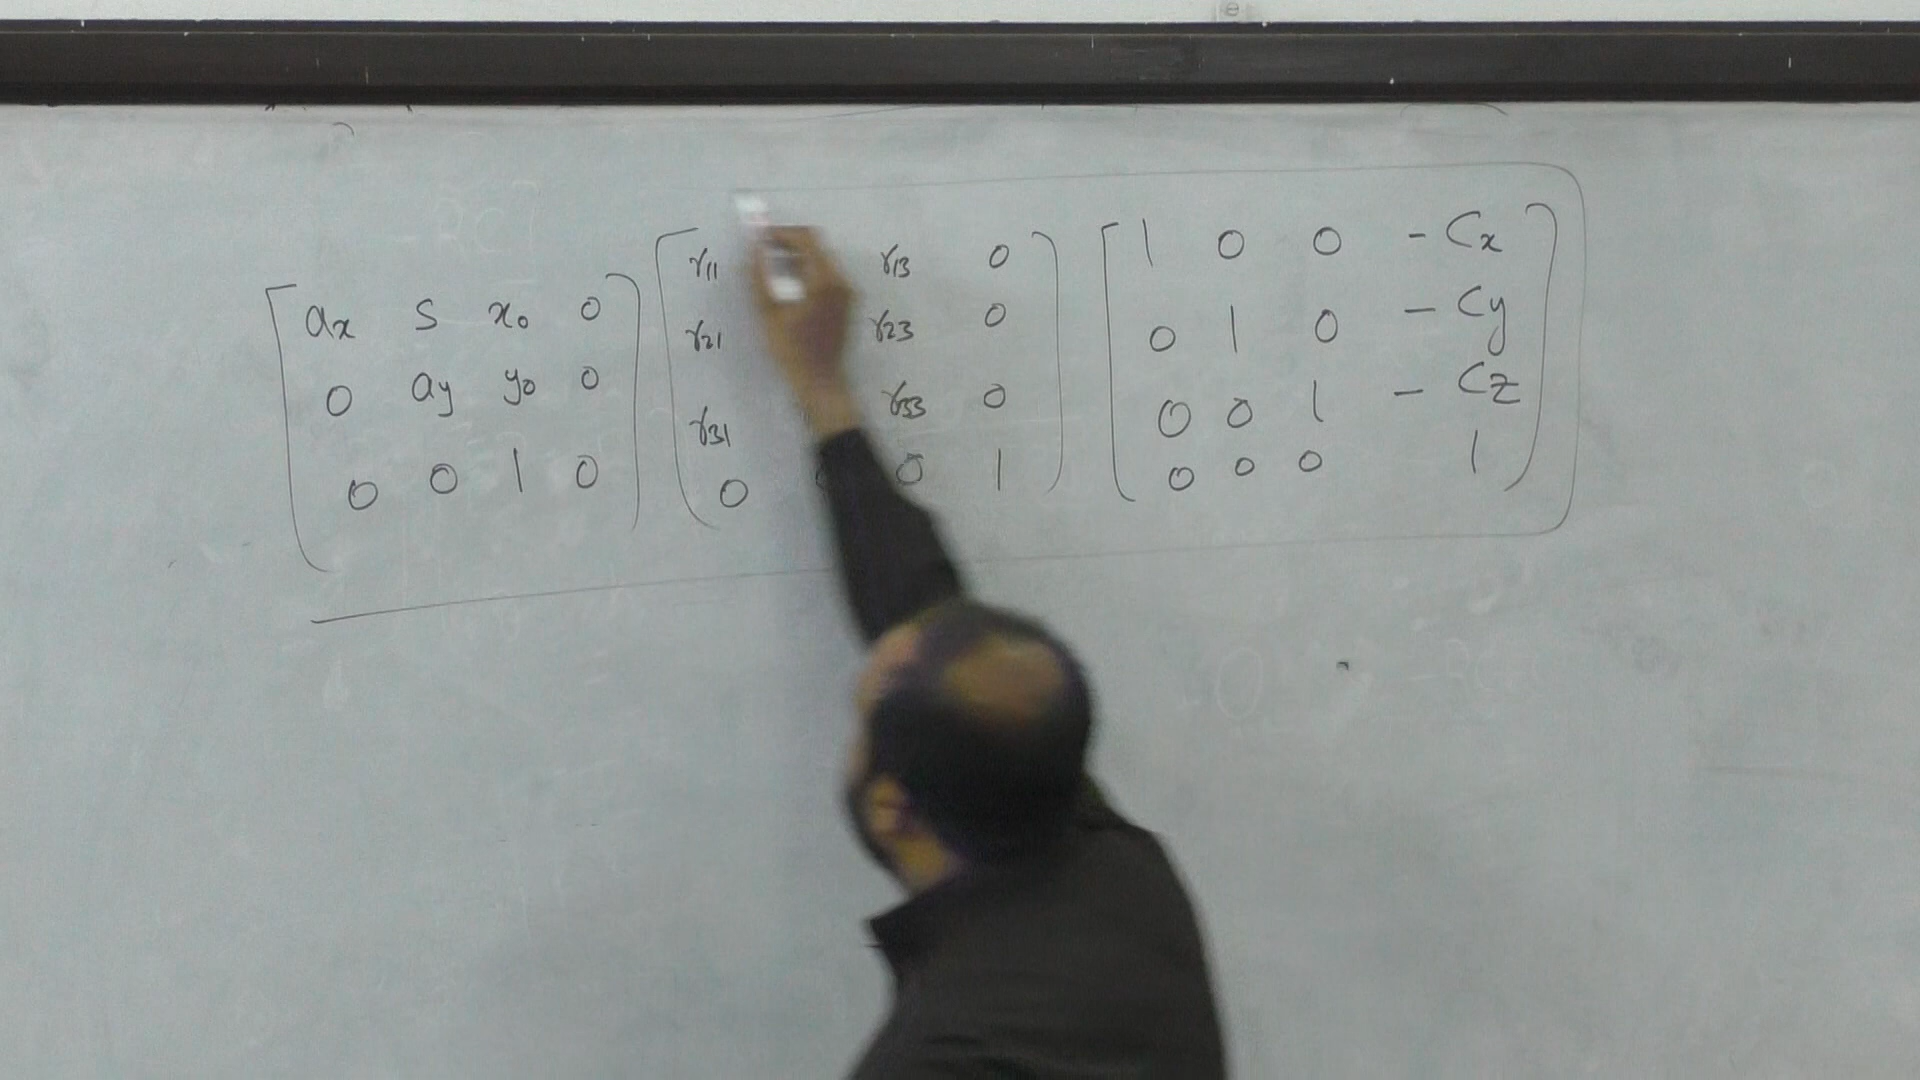 [ ax s x₀ 0 ] [ r11 r13 0 ] [ 1 0 0 - Cx ]
[ 0 ay y₀ 0 ] [ r21 r23 0 ] [ 0 1 0 - Cy ]
[ 0 0 1 0 ] [ r31 r33 0 ] [ 0 0 1 - Cz ]
[ 0 0 1 ] [ 0 0 0 1 ]